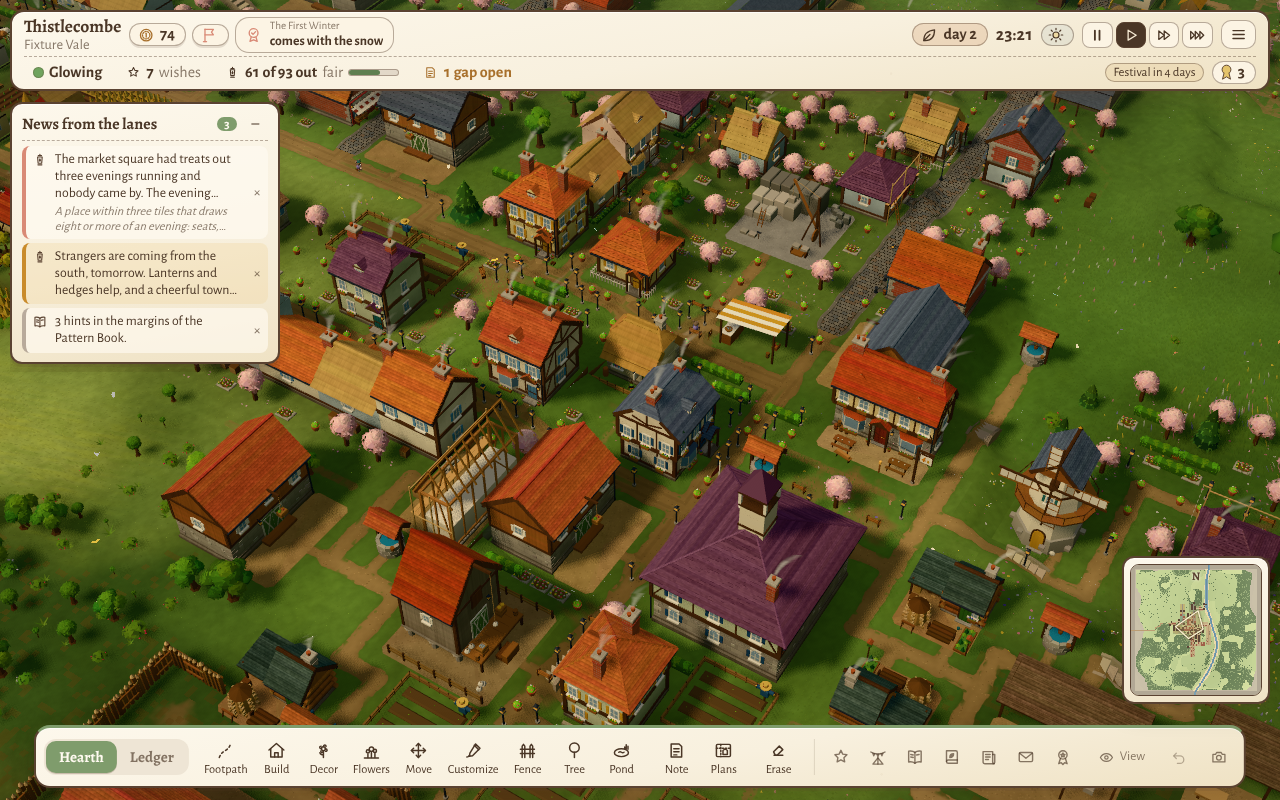 Thistlecombe
Fixture Vale
74
The First Winter
comes with the snow
day 2
23:21
Glowing
7 wishes
61 of 93 out fair
1 gap open
Festival in 4 days
3
News from the lanes
3
The market square had treats out
three evenings running and
nobody came by. The evening...
A place within three tiles that draws
eight or more of an evening: seats,...
Strangers are coming from the
south, tomorrow. Lanterns and
hedges help, and a cheerful town...
3 hints in the margins of the
Pattern Book.
N
Hearth
Ledger
Footpath
Build
Decor
Flowers
Move
Customize
Fence
Tree
Pond
Note
Plans
Erase
View